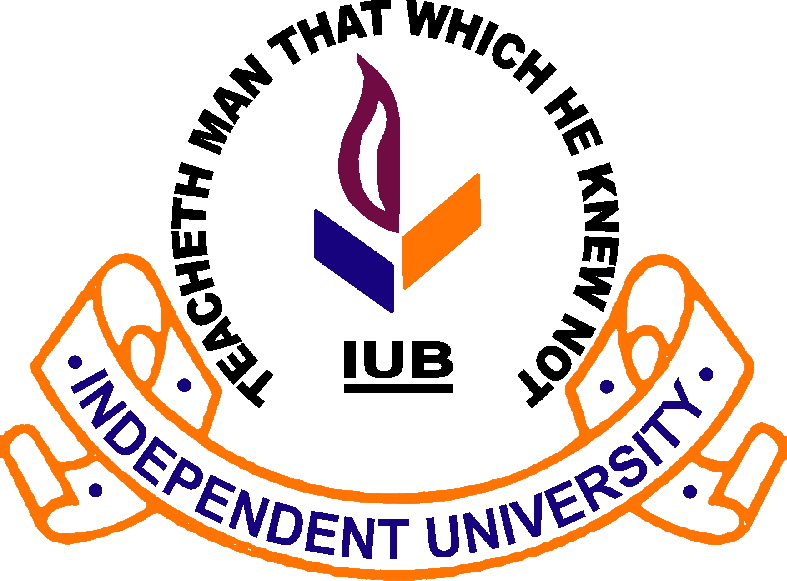 TEACHETH MAN THAT WHICH HE KNEW NOT
IUB
INDEPENDENT UNIVERSITY